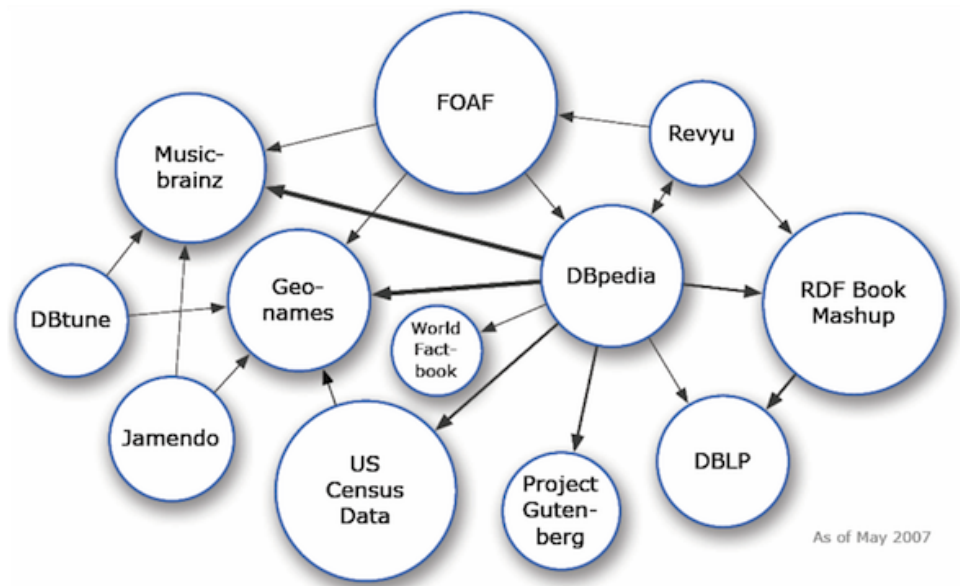 FOAF
Revyu
Music-
brainz
DBpedia
RDF Book
Mashup
Geo-
names
DBtune
World
Fact-
book
Jamendo
US
Census
Data
Project
Guten-
berg
DBLP
As of May 2007